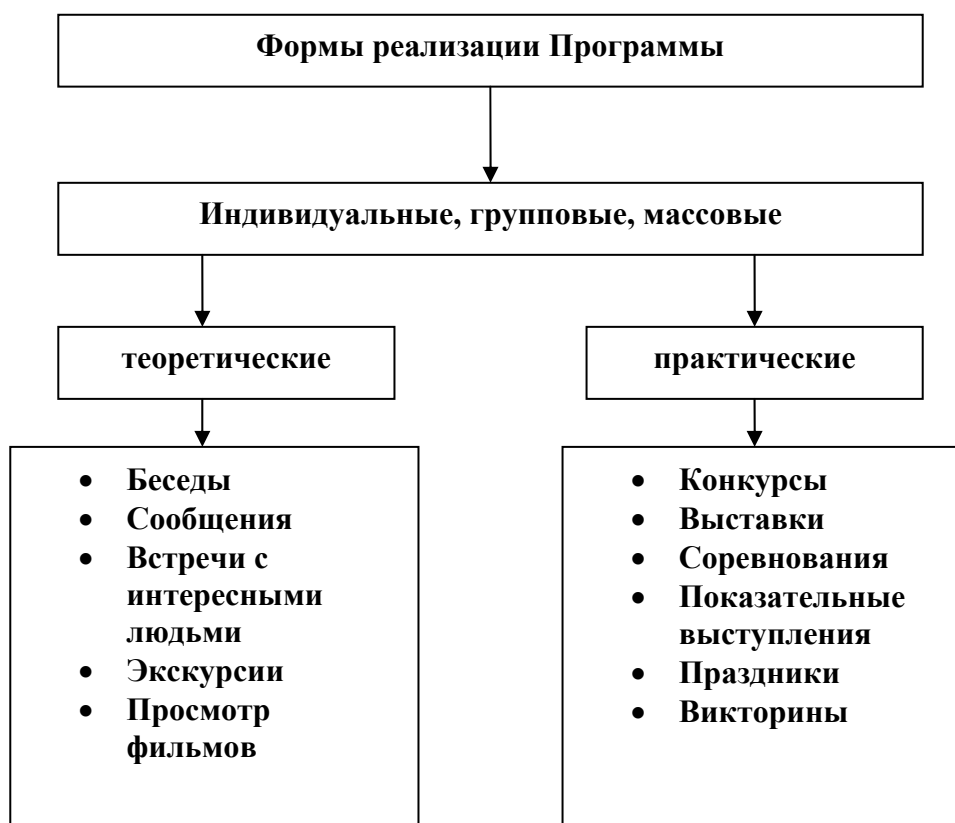 Формы реализации Программы
Индивидуальные, групповые, массовые
теоретические
практические
• Беседы
• Сообщения
• Встречи с
интересными
людьми
• Экскурсии
• Просмотр
фильмов
• Конкурсы
• Выставки
• Соревнования
• Показательные
выступления
• Праздники
• Викторины